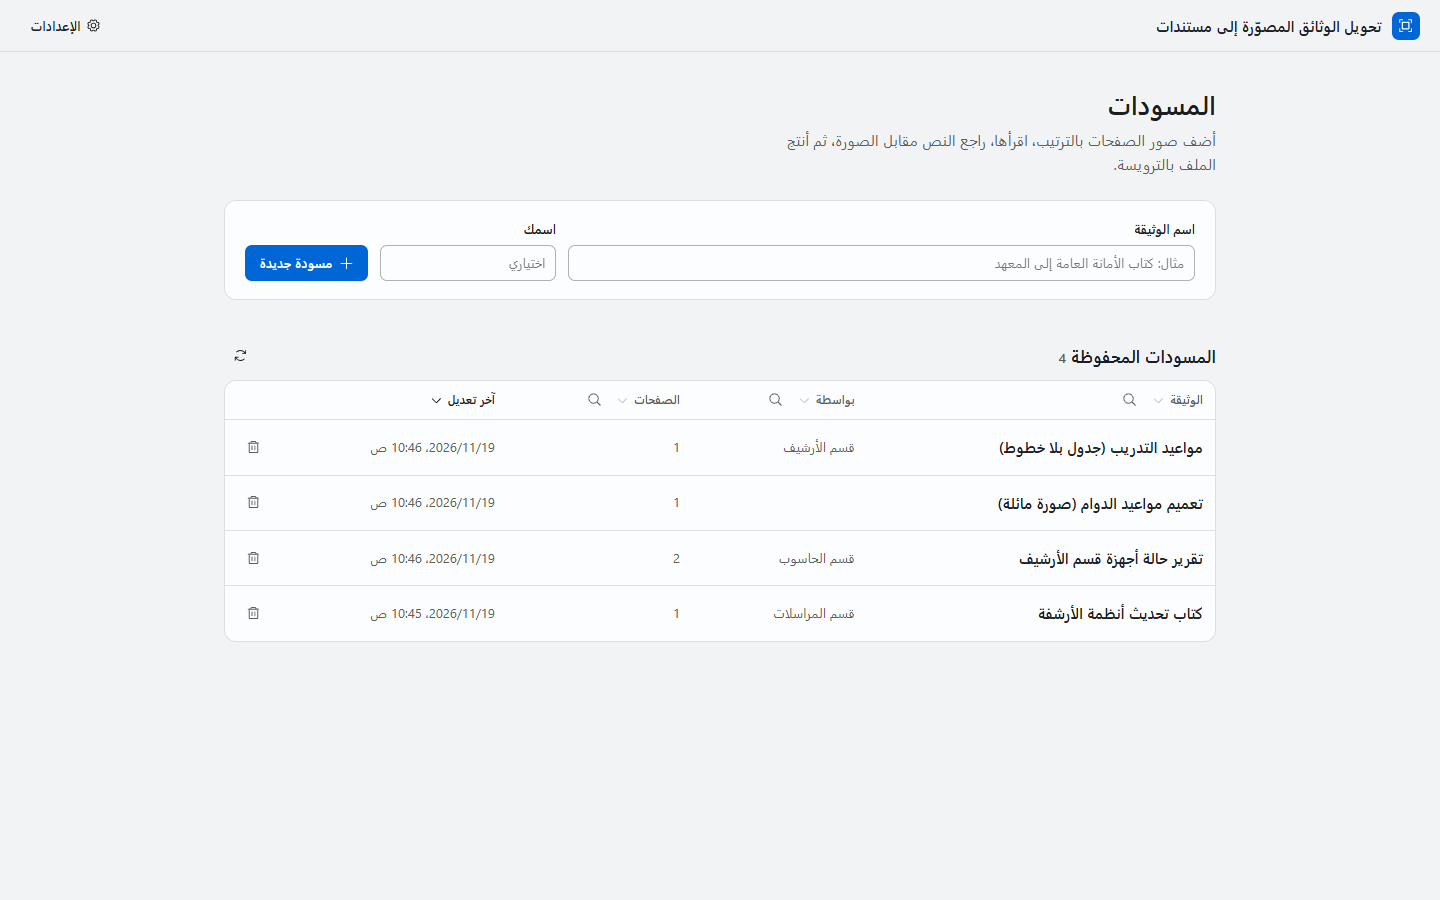 تحويل الوثائق المصوّرة إلى مستندات
الإعدادات
المسودات
أضف صور الصفحات بالترتيب، اقرأها، راجع النص مقابل الصورة، ثم أنتج
الملف بالترويسة.
اسم الوثيقة
اسمك
مثال: كتاب الأمانة العامة إلى المعهد
اختياري
مسودة جديدة
المسودات المحفوظة 4
الوثيقة بواسطة الصفحات آخر تعديل
مواعيد التدريب (جدول بلا خطوط) قسم الأرشيف 1 2026/11/19، 10:46 ص
تعميم مواعيد الدوام (صورة مائلة) 1 2026/11/19، 10:46 ص
تقرير حالة أجهزة قسم الأرشيف قسم الحاسوب 2 2026/11/19، 10:46 ص
كتاب تحديث أنظمة الأرشفة قسم المراسلات 1 2026/11/19، 10:45 ص